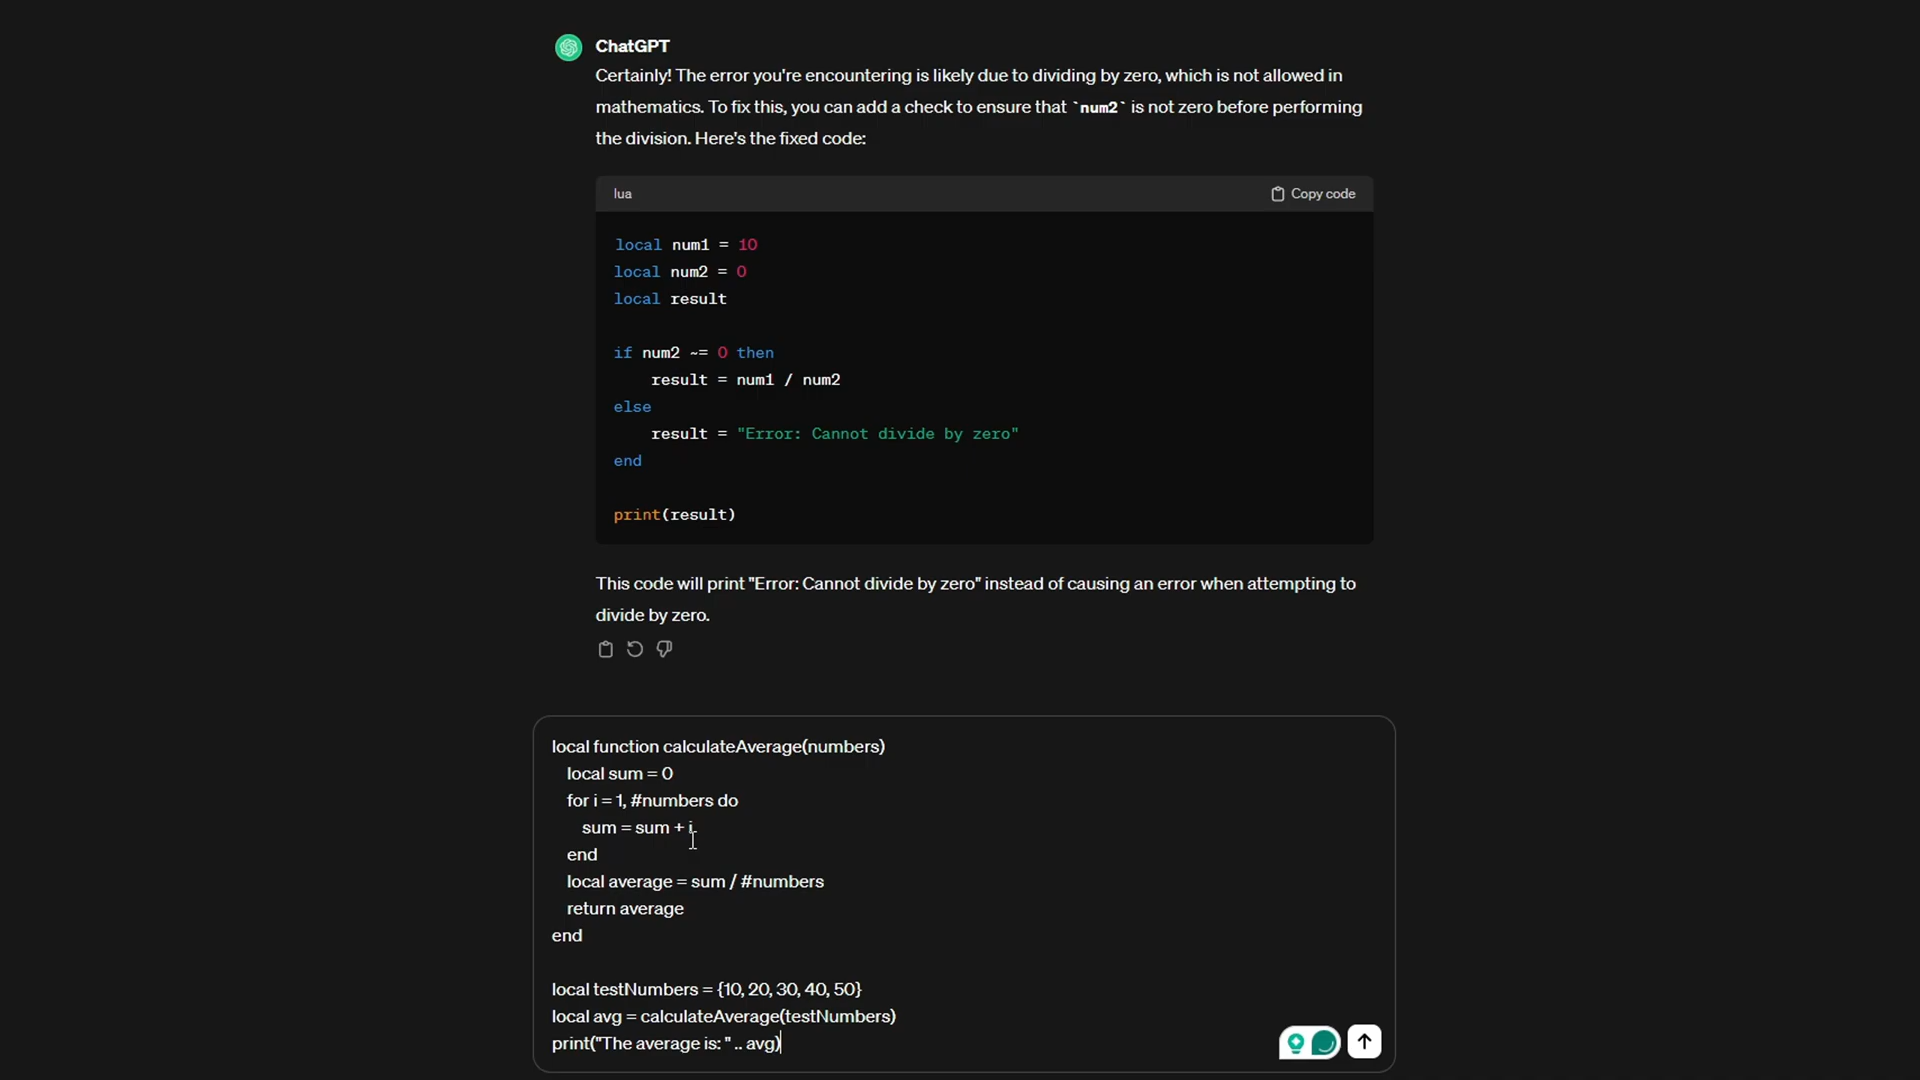 ChatGPT
Certainly! The error you're encountering is likely due to dividing by zero, which is not allowed in
mathematics. To fix this, you can add a check to ensure that `num2` is not zero before performing
the division. Here's the fixed code:
lua
Copy code
local num1 = 10
local num2 = 0
local result
if num2 ~= 0 then
result = num1 / num2
else
result = "Error: Cannot divide by zero"
end
print(result)
This code will print "Error: Cannot divide by zero" instead of causing an error when attempting to
divide by zero.
local function calculateAverage(numbers)
local sum = 0
for i = 1, #numbers do
sum = sum + i
end
local average = sum / #numbers
return average
end
local testNumbers = {10, 20, 30, 40, 50}
local avg = calculateAverage(testNumbers)
print("The average is: " .. avg)